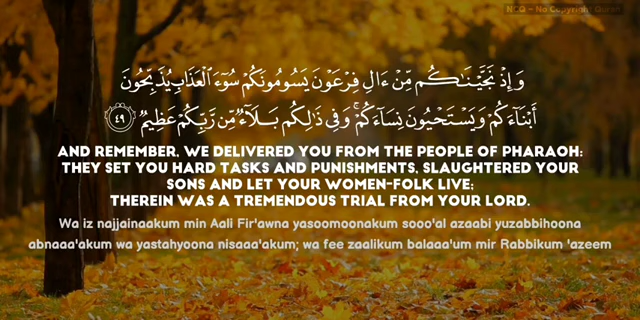 NCQ – No Copyright Quran
وَإِذْ نَجَّيْنَـٰكُم مِّنْ ءَالِ فِرْعَوْنَ يَسُومُونَكُمْ سُوٓءَ ٱلْعَذَابِ يُذَبِّحُونَ
أَبْنَآءَكُمْ وَيَسْتَحْيُونَ نِسَآءَكُمْ ۚ وَفِى ذَٰلِكُم بَلَآءٌ مِّن رَّبِّكُمْ عَظِيمٌ ٤٩
AND REMEMBER, WE DELIVERED YOU FROM THE PEOPLE OF PHARAOH:
THEY SET YOU HARD TASKS AND PUNISHMENTS, SLAUGHTERED YOUR
SONS AND LET YOUR WOMEN-FOLK LIVE;
THEREIN WAS A TREMENDOUS TRIAL FROM YOUR LORD.
Wa iz najjainaakum min Aali Fir'awna yasoomoonakum sooo'al azaabi yuzabbihoona
abnaaa'akum wa yastahyoona nisaaa'akum; wa fee zaalikum balaaa'um mir Rabbikum 'azeem